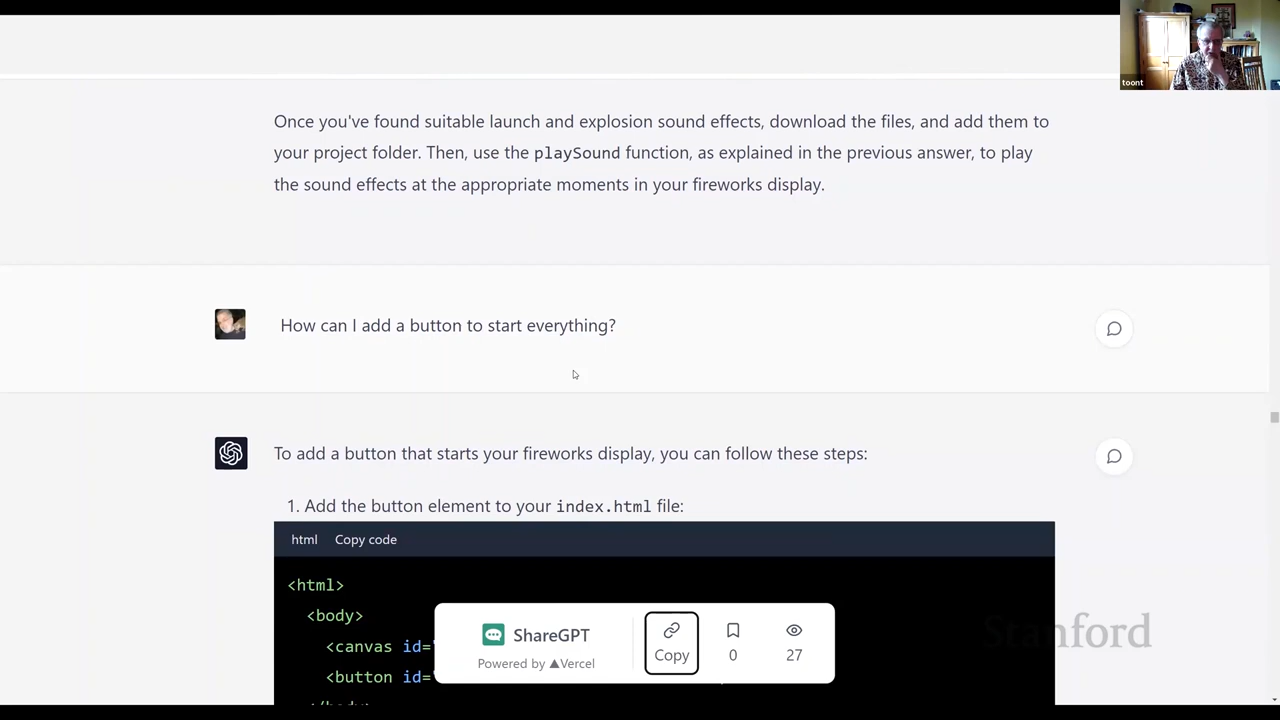 toont
Once you've found suitable launch and explosion sound effects, download the files, and add them to
your project folder. Then, use the playSound function, as explained in the previous answer, to play
the sound effects at the appropriate moments in your fireworks display.
How can I add a button to start everything?
To add a button that starts your fireworks display, you can follow these steps:
1. Add the button element to your index.html file:
html Copy code
<html>
<body>
<canvas id=
<button id=
ShareGPT
Powered by Vercel
Copy
0
27
Stanford